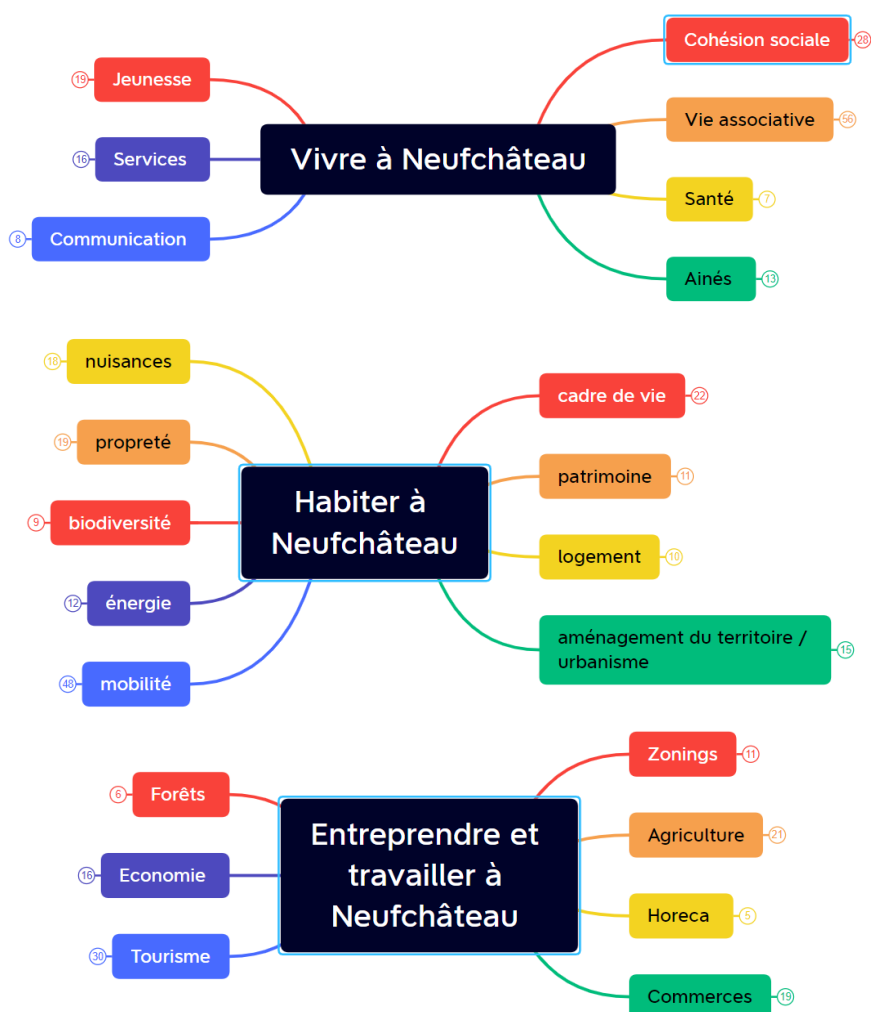 Vivre à Neufchâteau
Jeunesse
19
Services
16
Communication
8
Cohésion sociale
28
Vie associative
56
Santé
7
Ainés
13
Habiter à
Neufchâteau
nuisances
18
propreté
19
biodiversité
9
énergie
12
mobilité
48
cadre de vie
22
patrimoine
11
logement
10
aménagement du territoire /
urbanisme
15
Entreprendre et
travailler à
Neufchâteau
Forêts
6
Economie
16
Tourisme
30
Zonings
11
Agriculture
21
Horeca
5
Commerces
19